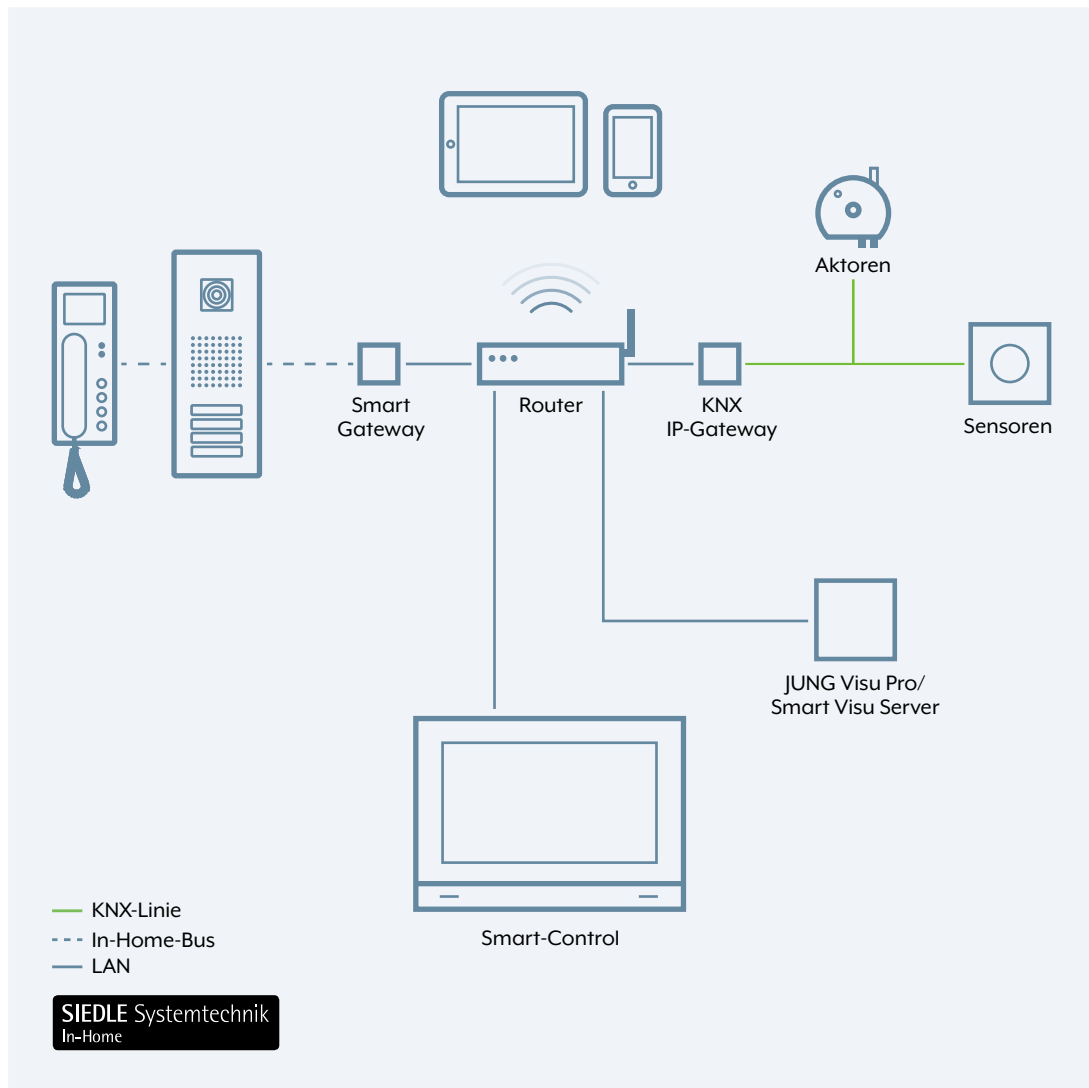 Aktoren
Smart
Gateway
Router
KNX
IP-Gateway
Sensoren
JUNG Visu Pro/
Smart Visu Server
Smart-Control
KNX-Linie
In-Home-Bus
LAN
SIEDLE Systemtechnik
In-Home